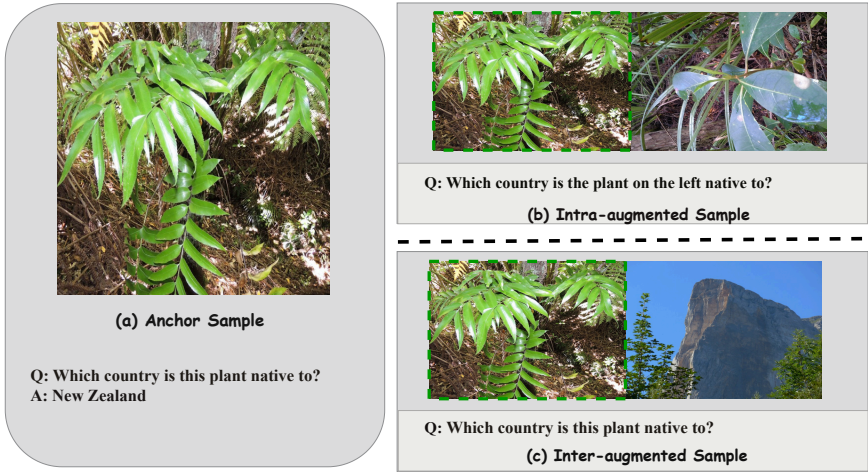 (a) Anchor Sample
Q: Which country is this plant native to?
A: New Zealand
Q: Which country is the plant on the left native to?
(b) Intra-augmented Sample
Q: Which country is this plant native to?
(c) Inter-augmented Sample